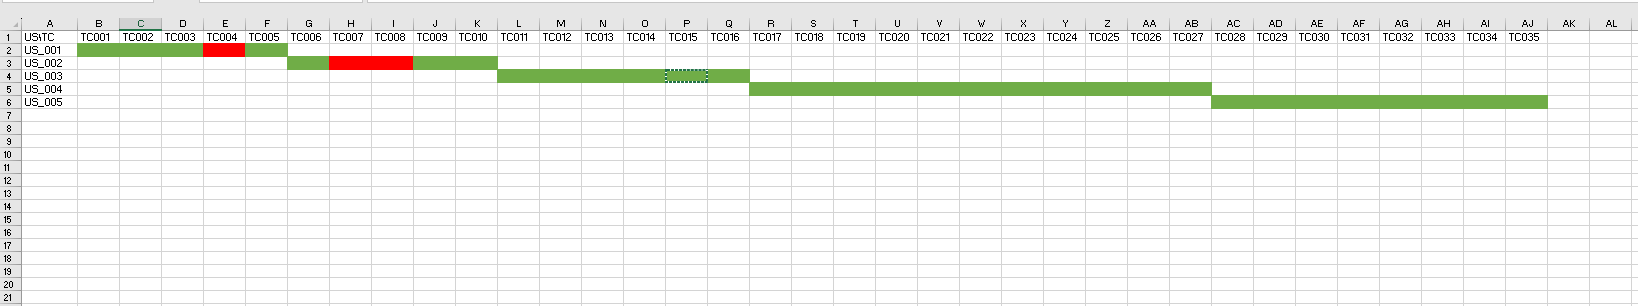 A B C D E F G H I J K L M N O P Q R S T U V W X Y Z AA AB AC AD AE AF AG AH AI AJ AK AL
1 US\TC TC001 TC002 TC003 TC004 TC005 TC006 TC007 TC008 TC009 TC010 TC011 TC012 TC013 TC014 TC015 TC016 TC017 TC018 TC019 TC020 TC021 TC022 TC023 TC024 TC025 TC026 TC027 TC028 TC029 TC030 TC031 TC032 TC033 TC034 TC035
2 US_001
3 US_002
4 US_003
5 US_004
6 US_005
7
8
9
10
11
12
13
14
15
16
17
18
19
20
21